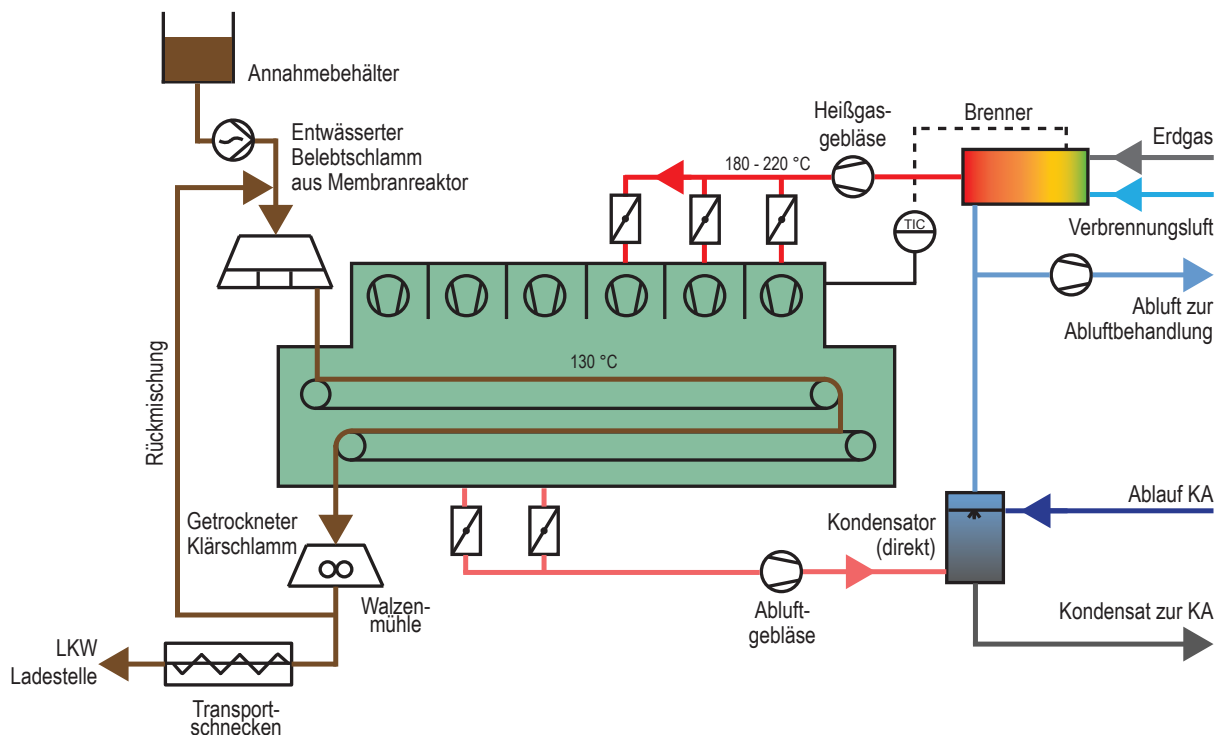 Annahmebehälter
Entwässerter
Belebtschlamm
aus Membranreaktor
Heißgas-
gebläse
Brenner
Erdgas
180 - 220 °C
TIC
Verbrennungsluft
Abluft zur
Abluftbehandlung
Rückmischung
130 °C
Getrockneter
Klärschlamm
Kondensator
(direkt)
Ablauf KA
Walzen-
mühle
Abluft-
gebläse
Kondensat zur KA
LKW
Ladestelle
Transport-
schnecken